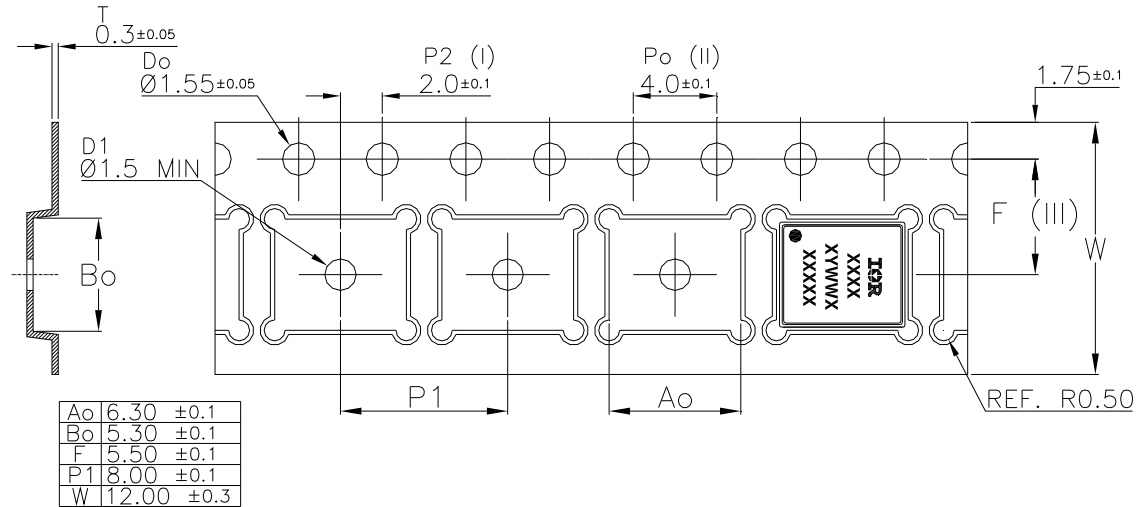 T
0.3±0.05
Do
Ø1.55±0.05
P2 (I)
2.0±0.1
Po (II)
4.0±0.1
1.75±0.1
D1
Ø1.5 MIN
F (III)
W
Bo
IOR
XXXX
XYWWX
XXXXX
P1
Ao
REF. R0.50
Ao 6.30 ±0.1
Bo 5.30 ±0.1
F 5.50 ±0.1
P1 8.00 ±0.1
W 12.00 ±0.3